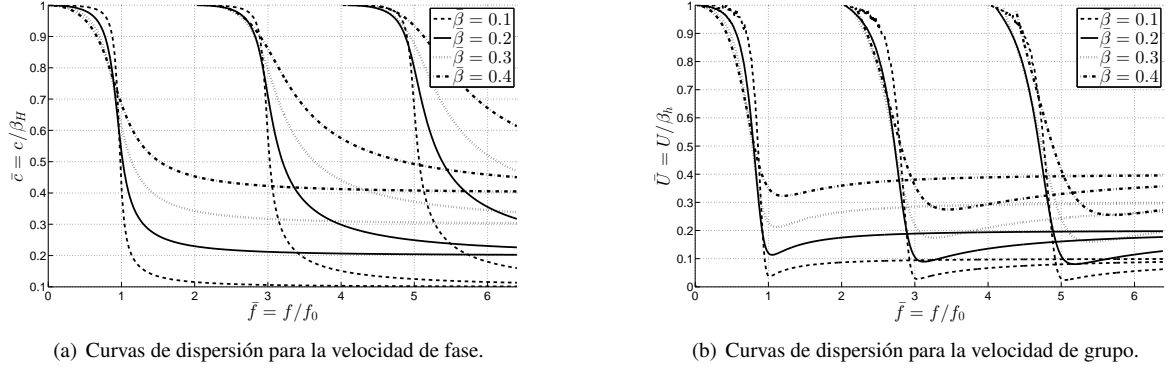 1
0.9
0.8
0.7
0.6
0.5
0.4
0.3
0.2
0.1
0 1 2 3 4 5 6
c̄ = c/β_H
f̄ = f/f₀
β̄ = 0.1
β̄ = 0.2
β̄ = 0.3
β̄ = 0.4
(a) Curvas de dispersión para la velocidad de fase.
1
0.9
0.8
0.7
0.6
0.5
0.4
0.3
0.2
0.1
0
0 1 2 3 4 5 6
Ū = U/β_h
f̄ = f/f₀
β̄ = 0.1
β̄ = 0.2
β̄ = 0.3
β̄ = 0.4
(b) Curvas de dispersión para la velocidad de grupo.